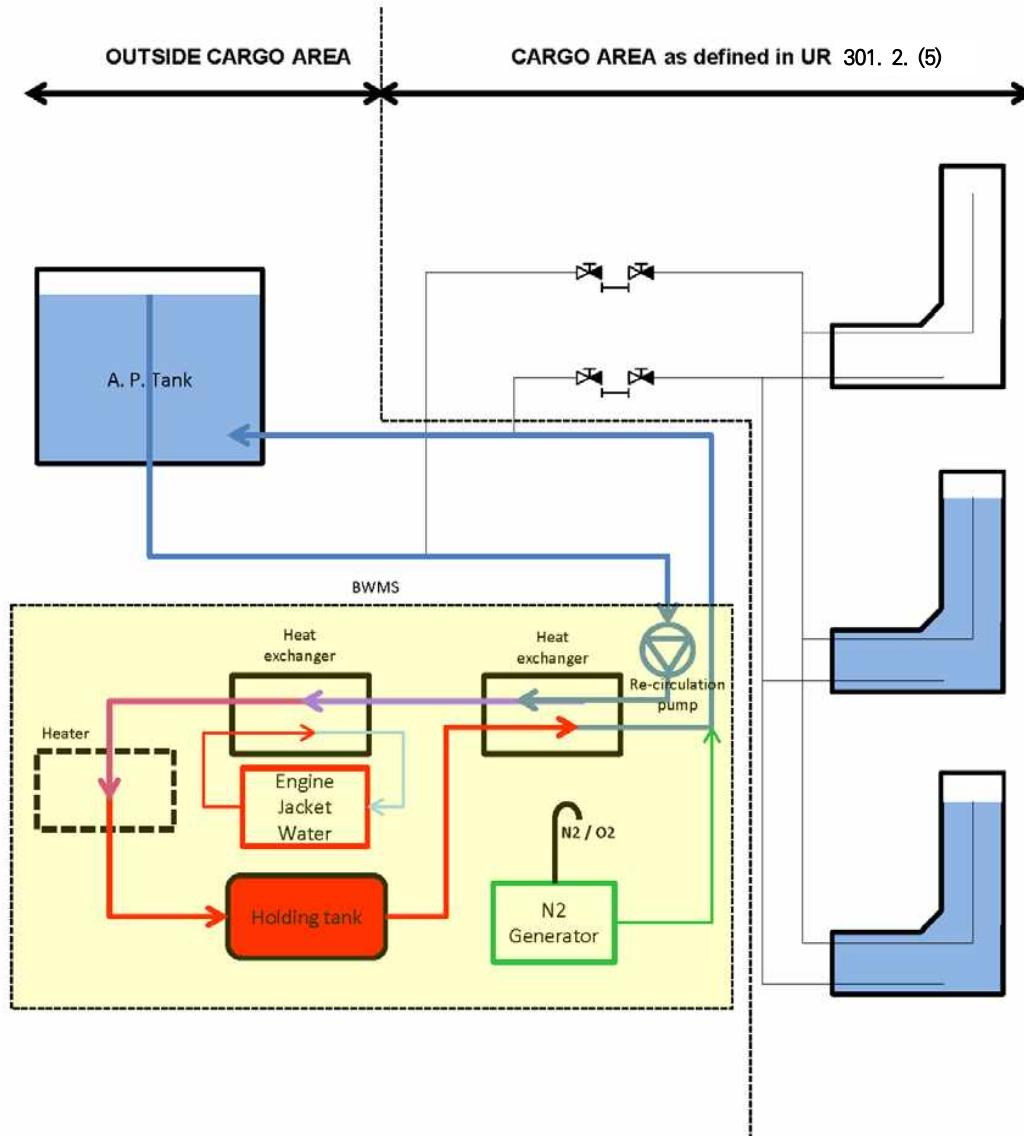 OUTSIDE CARGO AREA
CARGO AREA as defined in UR 301. 2. (5)
A. P. Tank
BWMS
Heat
exchanger
Heat
exchanger
Re-circulation
pump
Heater
Engine
Jacket
Water
N2 / O2
Holding tank
N2
Generator